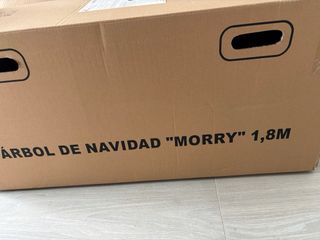 ÁRBOL DE NAVIDAD "MORRY" 1,8M